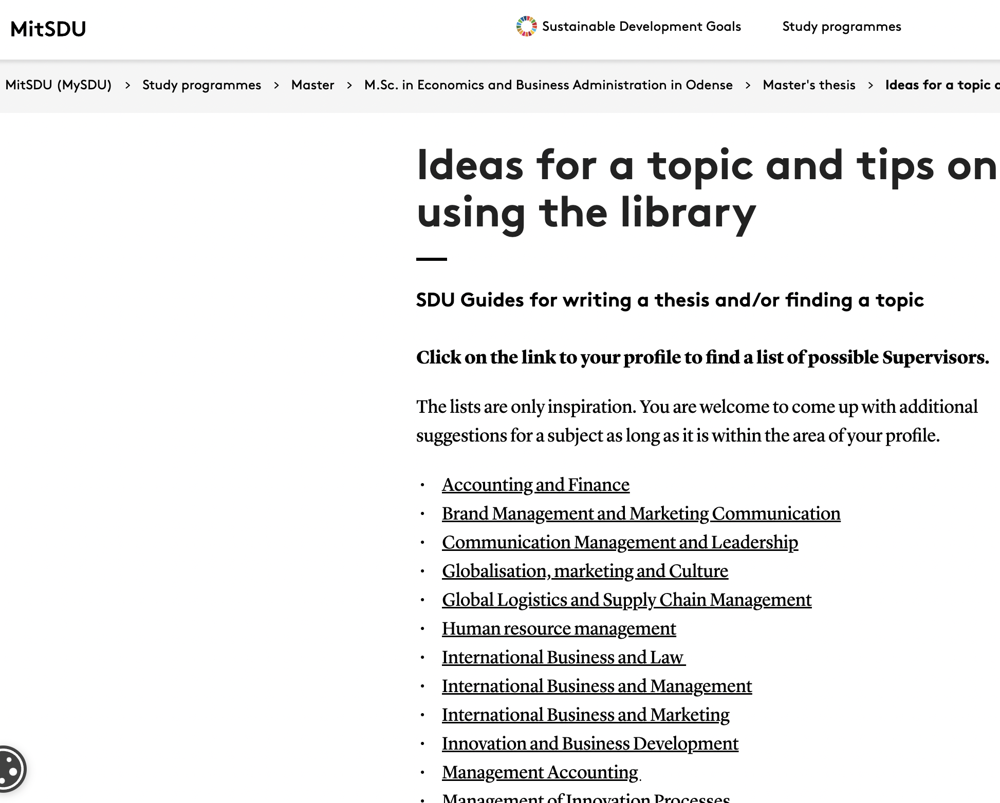 MitSDU
Sustainable Development Goals
Study programmes
MitSDU (MySDU) > Study programmes > Master > M.Sc. in Economics and Business Administration in Odense > Master's thesis > Ideas for a topic
Ideas for a topic and tips on
using the library
SDU Guides for writing a thesis and/or finding a topic
Click on the link to your profile to find a list of possible Supervisors.
The lists are only inspiration. You are welcome to come up with additional
suggestions for a subject as long as it is within the area of your profile.
· Accounting and Finance
· Brand Management and Marketing Communication
· Communication Management and Leadership
· Globalisation, marketing and Culture
· Global Logistics and Supply Chain Management
· Human resource management
· International Business and Law
· International Business and Management
· International Business and Marketing
· Innovation and Business Development
· Management Accounting
· Management of Innovation Processes